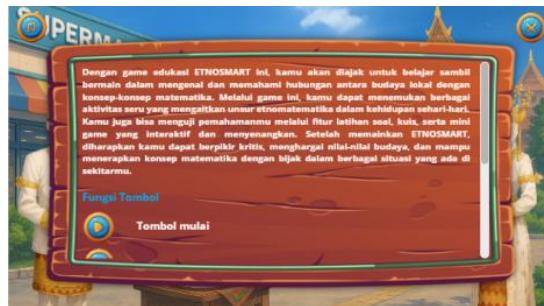 SUPERMA
Dengan game edukasi ETNOSMART ini, kamu akan diajak untuk belajar sambil
bermain dalam mengenal dan memahami hubungan antara budaya lokal dengan
konsep-konsep matematika. Melalui game ini, kamu dapat menemukan berbagai
aktivitas seru yang mengaitkan unsur etnomatematika dalam kehidupan sehari-hari.
Kamu juga bisa menguji pemahamanmu melalui fitur latihan soal, kuis, serta mini
game yang interaktif dan menyenangkan. Setelah memainkan ETNOSMART,
diharapkan kamu dapat berpikir kritis, menghargai nilai-nilai budaya, dan mampu
menerapkan konsep matematika dengan bijak dalam berbagai situasi yang ada di
sekitarmu.
Fungsi Tombol
Tombol mulai